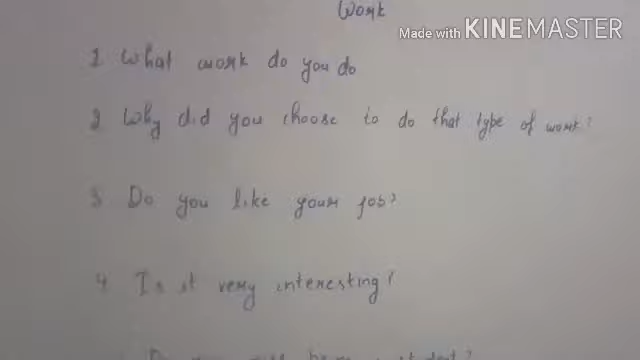 Work
Made with KINEMASTER
1 What work do you do
2 Why did you choose to do that type of work?
3 Do you like your job?
4 Is it very interesting?